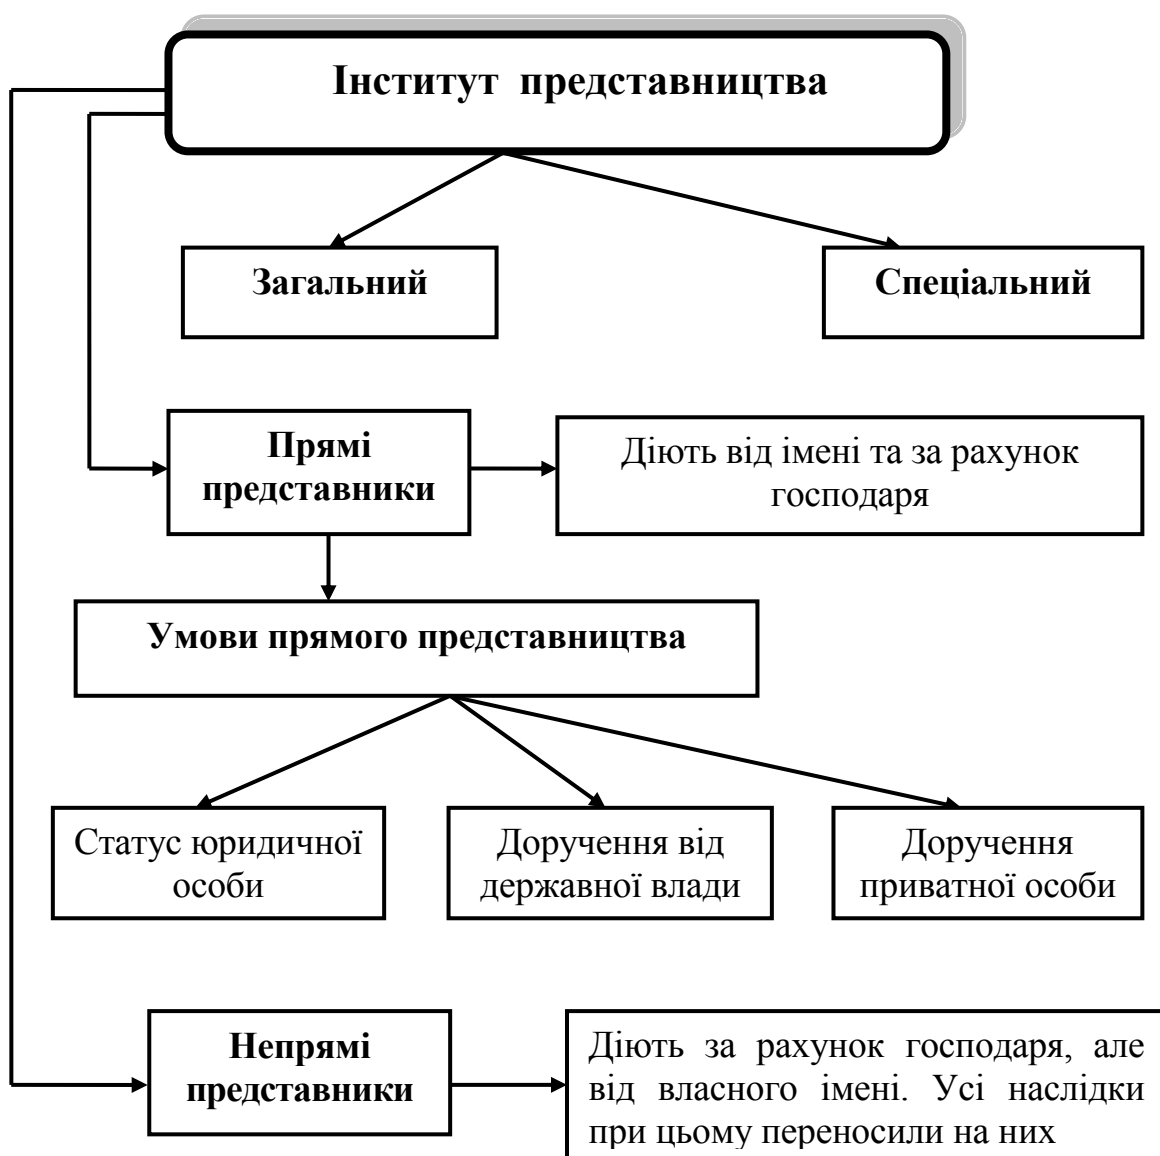 Інститут представництва
Загальний
Спеціальний
Прямі
представники
Діють від імені та за рахунок
господаря
Умови прямого представництва
Статус юридичної
особи
Доручення від
державної влади
Доручення
приватної особи
Непрямі
представники
Діють за рахунок господаря, але
від власного імені. Усі наслідки
при цьому переносили на них